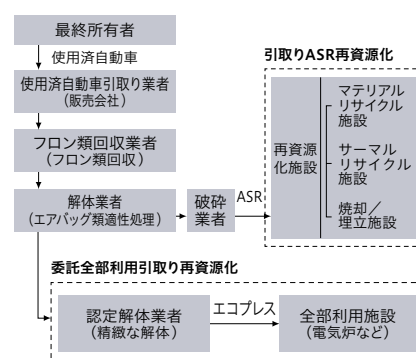 最終所有者
使用済自動車
使用済自動車引取り業者
（販売会社）
フロン類回収業者
（フロン類回収）
解体業者
（エアバッグ類適性処理）
破砕
業者
ASR
引取りASR再資源化
再資源
化施設
マテリアル
リサイクル
施設
サーマル
リサイクル
施設
焼却／
埋立施設
委託全部利用引取り再資源化
認定解体業者
（精緻な解体）
エコプレス
全部利用施設
（電気炉など）